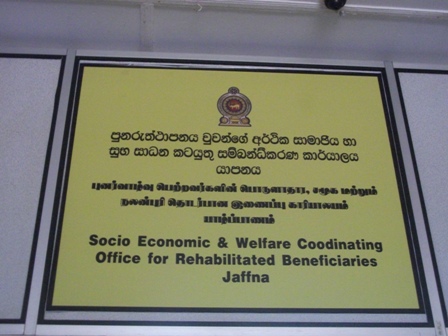 පුනරුත්ථාපනය වූවන්ගේ ආර්ථික සාමාජීය හා
සුභ සාධන කටයුතු සම්බන්ධීකරණ කාර්යාලය
යාපනය
புனர்வாழ்வு பெற்றவர்களின் பொருளாதார, சமூக மற்றும்
நலன்புரி தொடர்பான இணைப்பு காரியாலயம்
யாழ்ப்பாணம்
Socio Economic & Welfare Coodinating
Office for Rehabilitated Beneficiaries
Jaffna